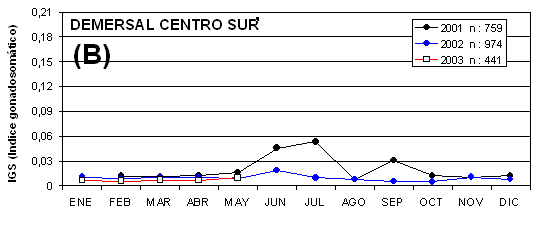 DEMERSAL CENTRO SUR'
(B)
2001 n : 759
2002 n : 974
2003 n : 441
IGS (Indice gonadosomático)
0,21
0,18
0,15
0,12
0,09
0,06
0,03
0
ENE FEB MAR ABR MAY JUN JUL AGO SEP OCT NOV DIC